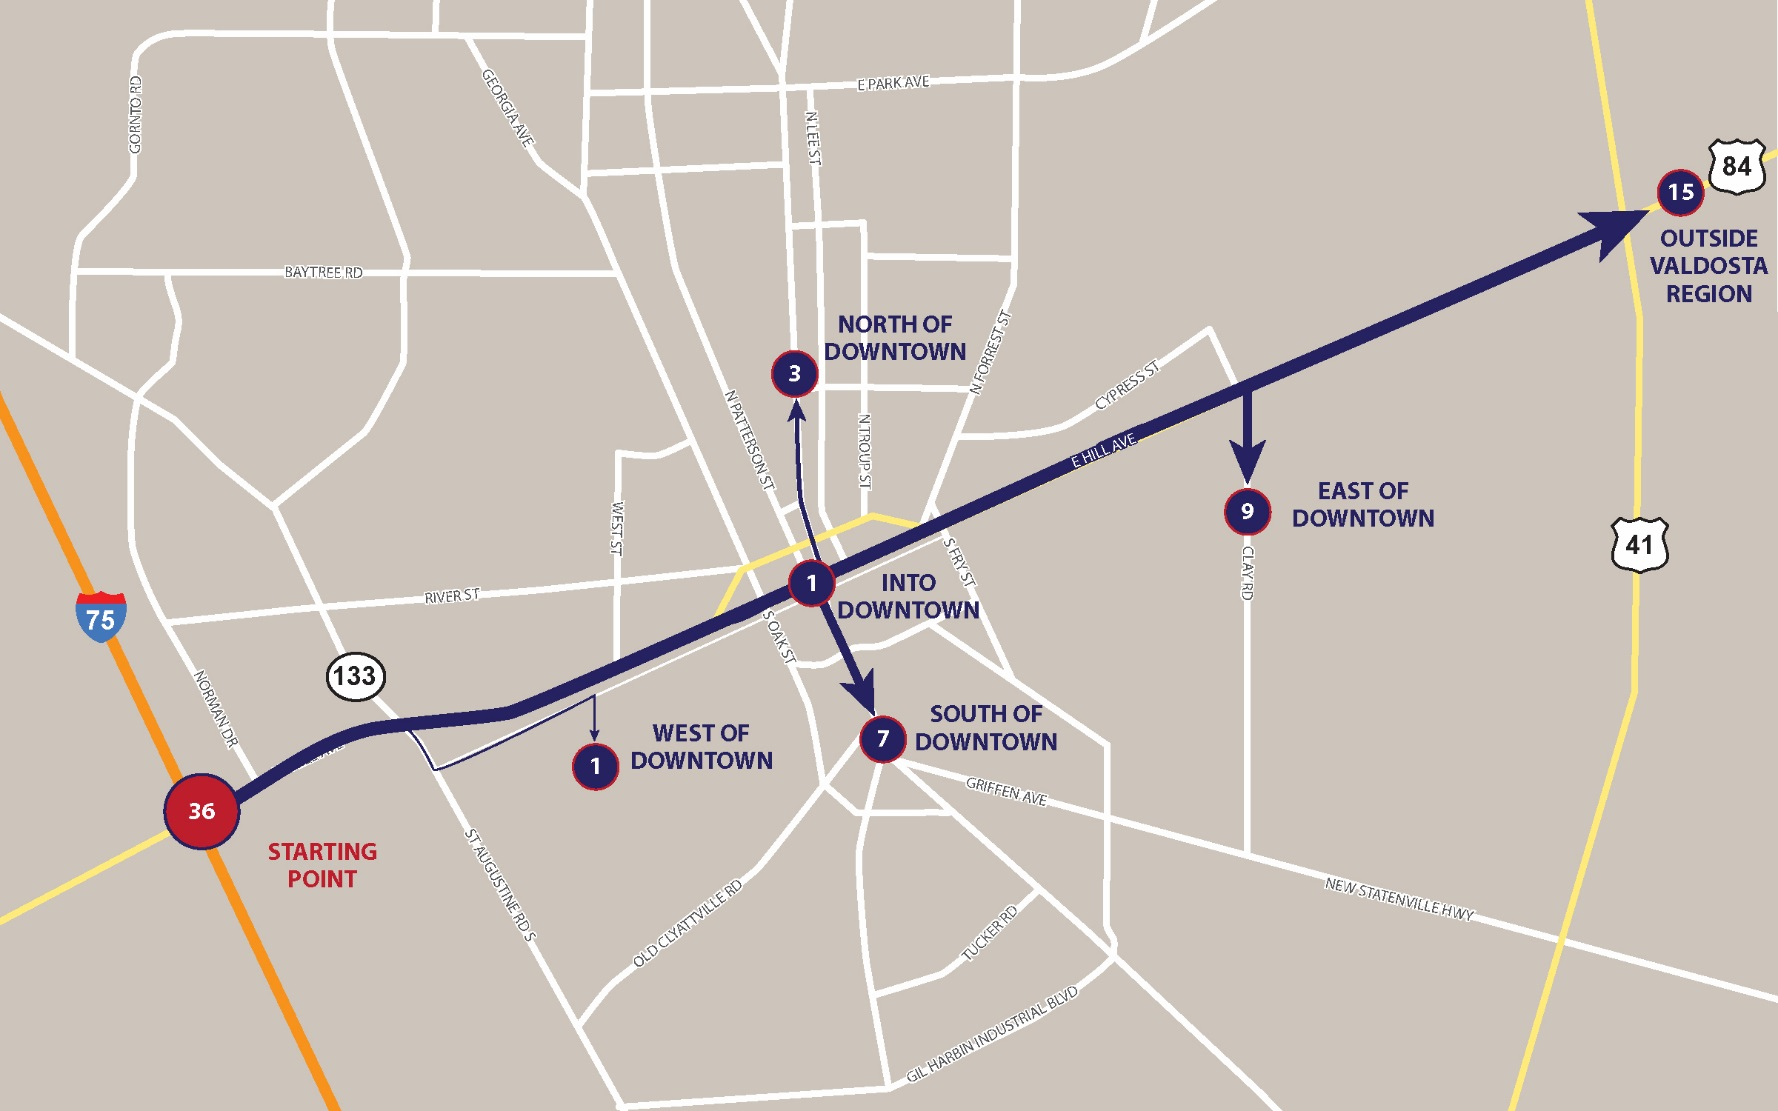 E PARK AVE
GORNTO RD
GEORGIA AVE
N LEE ST
84
15
OUTSIDE
VALDOSTA
REGION
BAYTREE RD
NORTH OF
DOWNTOWN
3
N FORREST ST
CYPRESS ST
N PATTERSON ST
N TROUP ST
E HILL AVE
EAST OF
DOWNTOWN
9
41
WEST ST
S FRY ST
CLAY RD
1
INTO
DOWNTOWN
RIVER ST
75
S OAK ST
133
NORMAN DR
WEST OF
DOWNTOWN
1
SOUTH OF
DOWNTOWN
7
36
STARTING
POINT
GRIFFEN AVE
ST AUGUSTINE RD S
OLD CLYATTVILLE RD
TUCKER RD
NEW STATENVILLE HWY
GIL HARBIN INDUSTRIAL BLVD